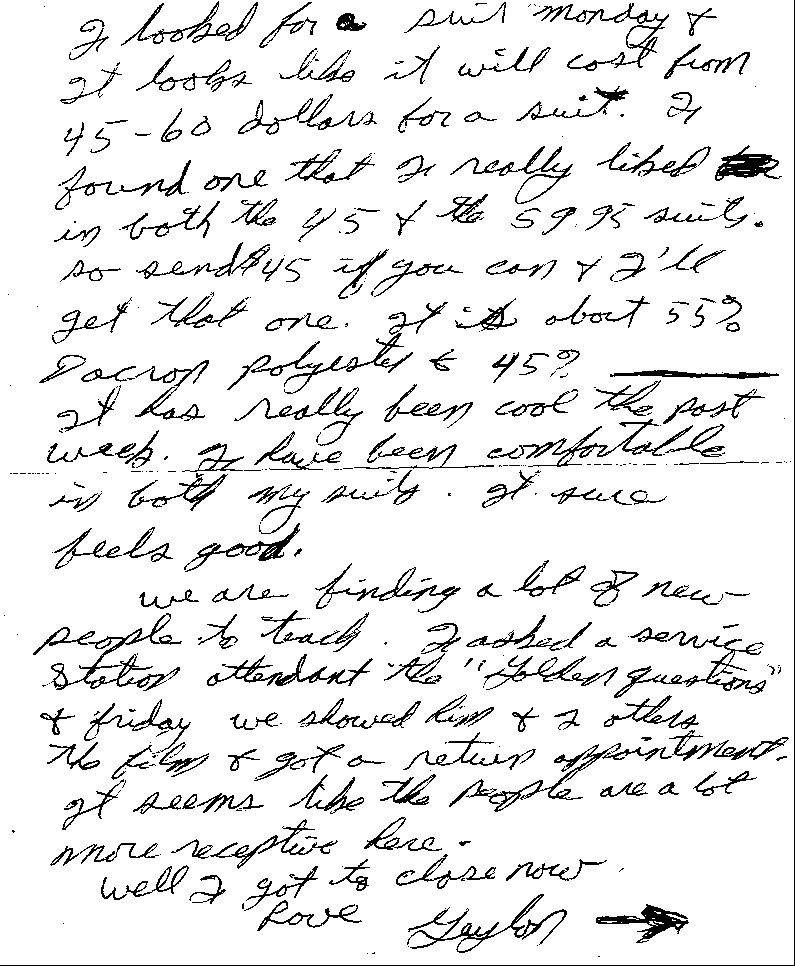 I looked for a suit monday &
It looks like it will cost from
45-60 dollars for a suit. I
found one that I really liked
in both the 45 & the 59.95 suits.
so send $45 if you can & I'll
get that one. It is about 55%
Dacron polyester & 45%
It has really been cool the past
week. I have been comfortable
in both my suits. It sure
feels good.
we are finding a lot of new
people to teach. I asked a service
station attendant the "Golden questions"
& friday we showed him & 2 others
the film & got a return appointment.
It seems like the people are a lot
more receptive here.
Well I got to close now
Love Gaylon